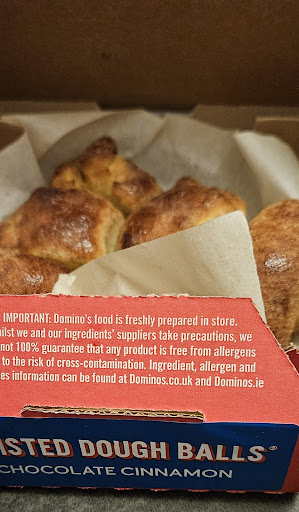 IMPORTANT: Domino's food is freshly prepared in store.
ilst we and our ingredients' suppliers take precautions, we
not 100% guarantee that any product is free from allergens
to the risk of cross-contamination. Ingredient, allergen and
es information can be found at Dominos.co.uk and Dominos.ie
ISTED DOUGH BALLS®
CHOCOLATE CINNAMON